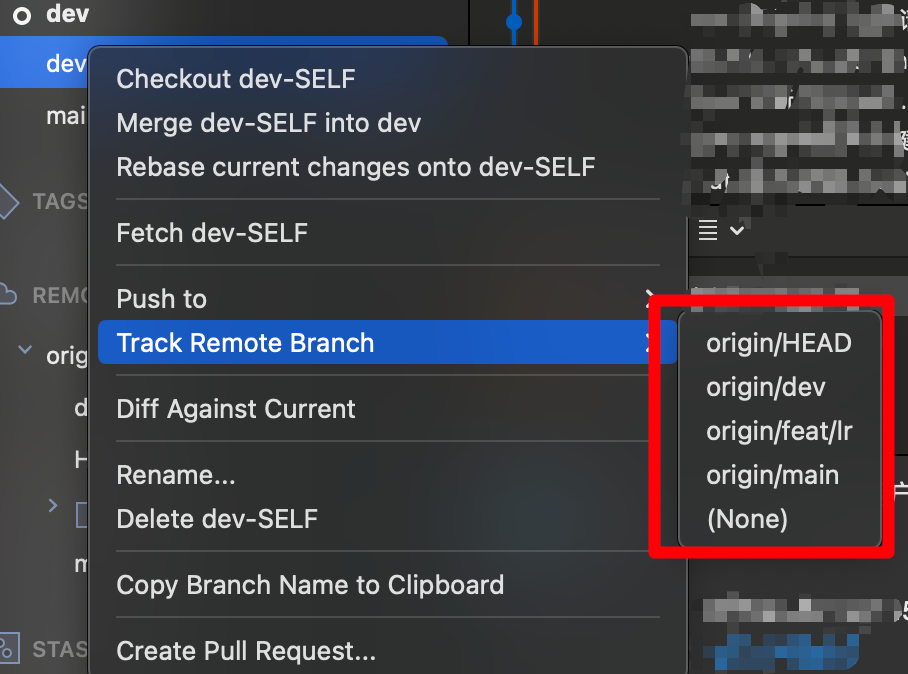 dev
dev
mai
TAGS
REMO
orig
d
H
m
STAS
Checkout dev-SELF
Merge dev-SELF into dev
Rebase current changes onto dev-SELF
Fetch dev-SELF
Push to
Track Remote Branch
Diff Against Current
Rename...
Delete dev-SELF
Copy Branch Name to Clipboard
Create Pull Request...
origin/HEAD
origin/dev
origin/feat/lr
origin/main
(None)